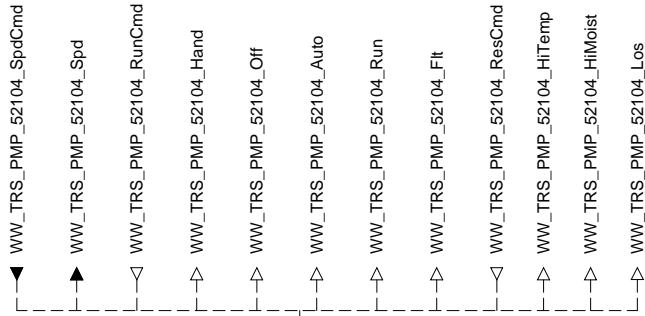 WW_TRS_PMP_52104_SpdCmd
WW_TRS_PMP_52104_Spd
WW_TRS_PMP_52104_RunCmd
WW_TRS_PMP_52104_Hand
WW_TRS_PMP_52104_Off
WW_TRS_PMP_52104_Auto
WW_TRS_PMP_52104_Run
WW_TRS_PMP_52104_Flt
WW_TRS_PMP_52104_ResCmd
WW_TRS_PMP_52104_HiTemp
WW_TRS_PMP_52104_HiMoist
WW_TRS_PMP_52104_Los